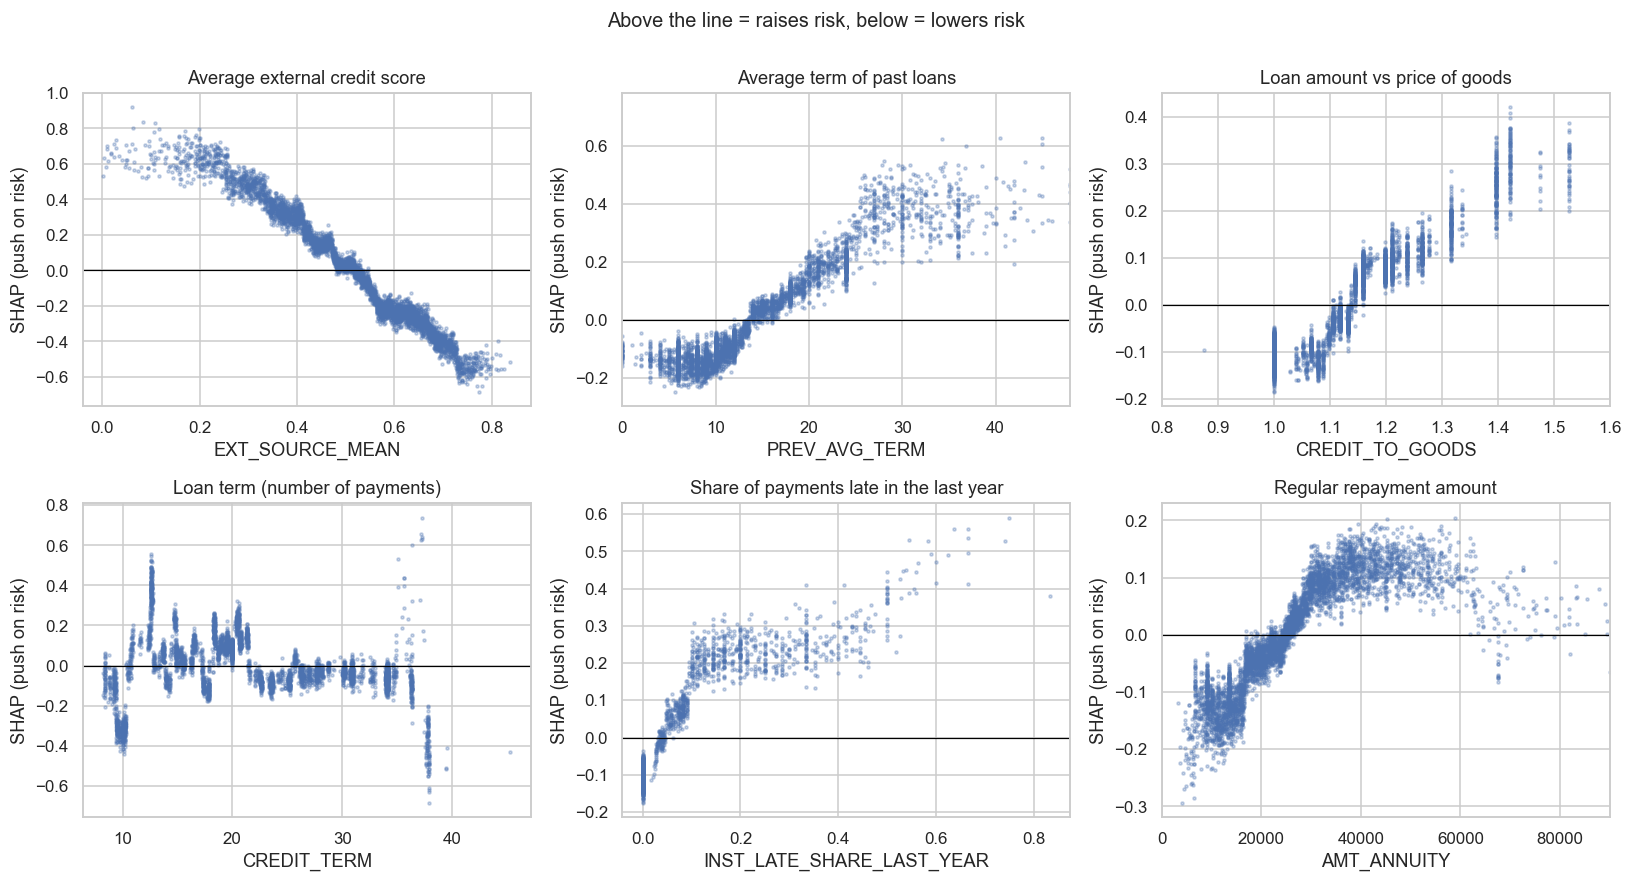 Above the line = raises risk, below = lowers risk
Average external credit score
1.0
0.8
0.6
0.4
0.2
0.0
−0.2
−0.4
−0.6
SHAP (push on risk)
0.0 0.2 0.4 0.6 0.8
EXT_SOURCE_MEAN
Average term of past loans
0.6
0.4
0.2
0.0
−0.2
SHAP (push on risk)
0 10 20 30 40
PREV_AVG_TERM
Loan amount vs price of goods
0.4
0.3
0.2
0.1
0.0
−0.1
−0.2
SHAP (push on risk)
0.8 0.9 1.0 1.1 1.2 1.3 1.4 1.5 1.6
CREDIT_TO_GOODS
Loan term (number of payments)
0.8
0.6
0.4
0.2
0.0
−0.2
−0.4
−0.6
SHAP (push on risk)
10 20 30 40
CREDIT_TERM
Share of payments late in the last year
0.6
0.5
0.4
0.3
0.2
0.1
0.0
−0.1
−0.2
SHAP (push on risk)
0.0 0.2 0.4 0.6 0.8
INST_LATE_SHARE_LAST_YEAR
Regular repayment amount
0.2
0.1
0.0
−0.1
−0.2
−0.3
SHAP (push on risk)
0 20000 40000 60000 80000
AMT_ANNUITY